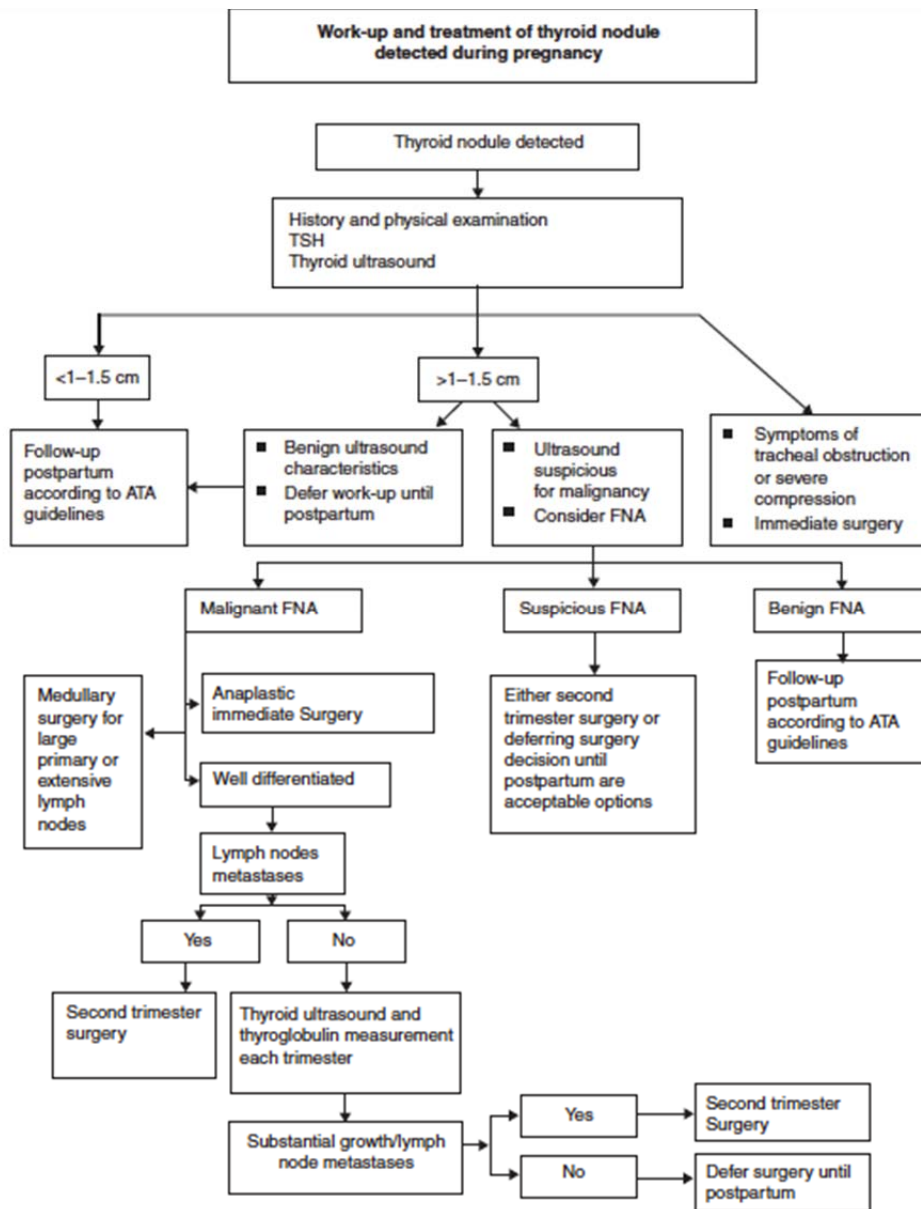 Work-up and treatment of thyroid nodule
detected during pregnancy
Thyroid nodule detected
History and physical examination
TSH
Thyroid ultrasound
<1–1.5 cm
>1–1.5 cm
Follow-up
postpartum
according to ATA
guidelines
■ Benign ultrasound
characteristics
■ Defer work-up until
postpartum
■ Ultrasound
suspicious
for malignancy
■ Consider FNA
■ Symptoms of
tracheal obstruction
or severe
compression
■ Immediate surgery
Malignant FNA
Suspicious FNA
Benign FNA
Medullary
surgery for
large
primary or
extensive
lymph
nodes
Anaplastic
immediate Surgery
Well differentiated
Either second
trimester surgery or
deferring surgery
decision until
postpartum are
acceptable options
Follow-up
postpartum
according to ATA
guidelines
Lymph nodes
metastases
Yes
No
Second trimester
surgery
Thyroid ultrasound and
thyroglobulin measurement
each trimester
Substantial growth/lymph
node metastases
Yes
Second trimester
Surgery
No
Defer surgery until
postpartum